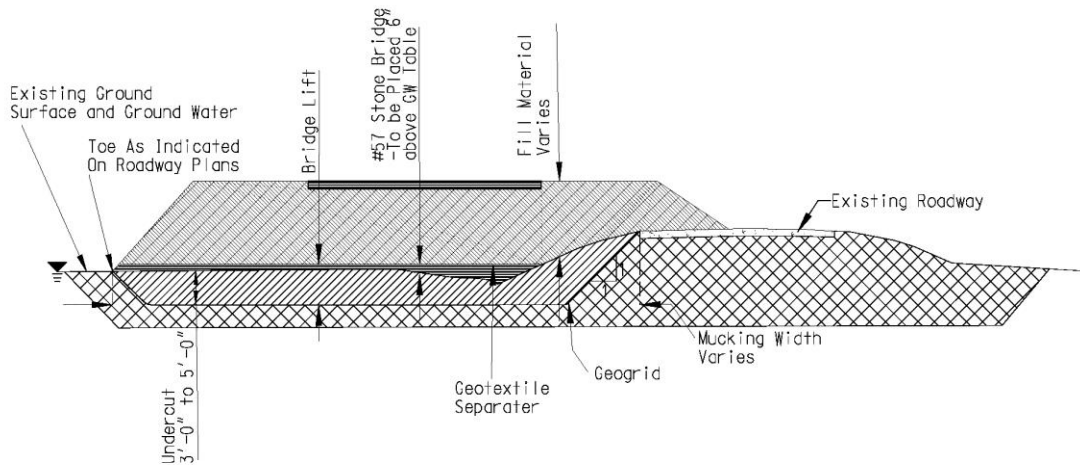 Existing Ground
Surface and Ground Water
Toe As Indicated
On Roadway Plans
Bridge Lift
#57 Stone Bridge
-To be Placed 6"
above GW Table
Fill Material
Varies
Existing Roadway
Mucking Width
Varies
Geogrid
Geotextile
Separater
Undercut
3'-0" to 5'-0"
1
1